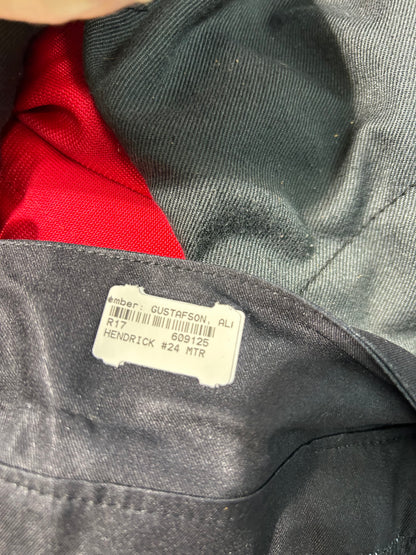 ember: GUSTAFSON, ALI
R17 609125
HENDRICK #24 MTR